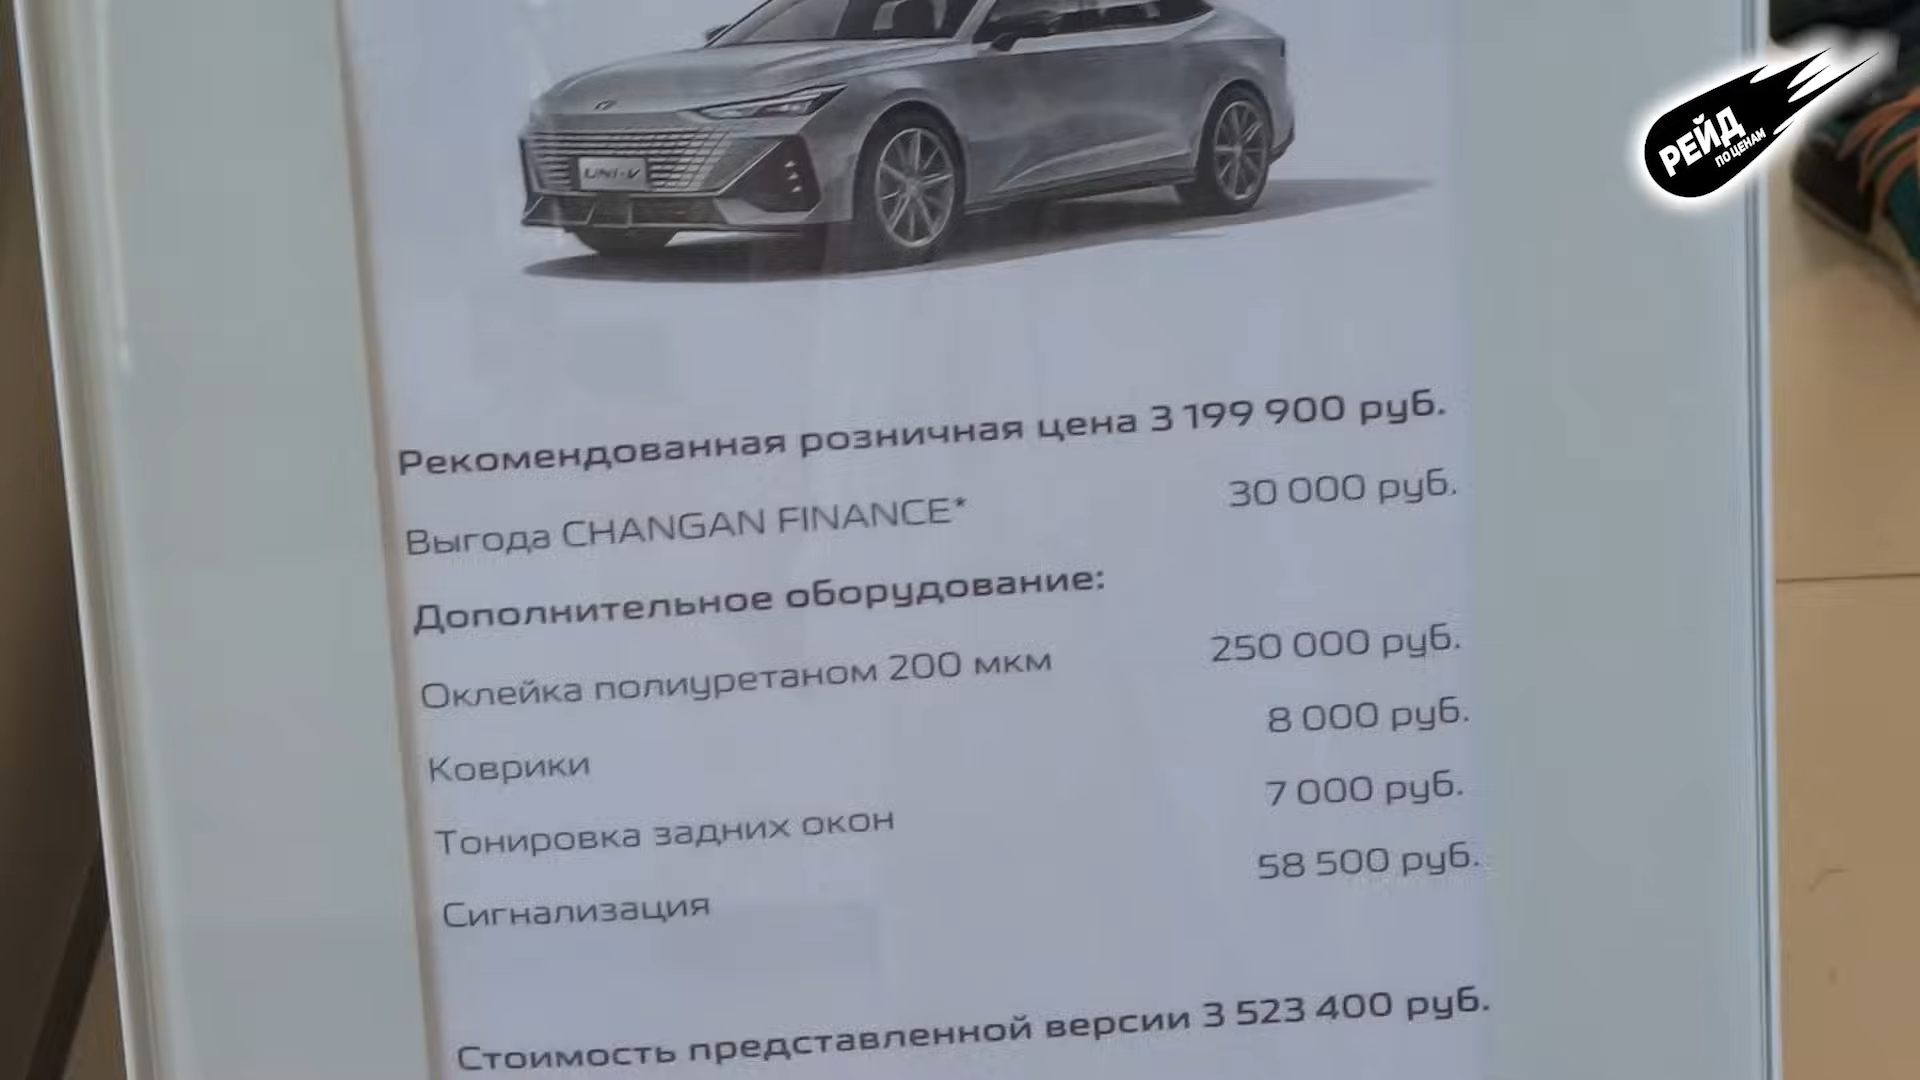 РЕЙД
ПО ЦЕНАМ
UNI-V
Рекомендованная розничная цена 3 199 900 руб.
Выгода CHANGAN FINANCE* 30 000 руб.
Дополнительное оборудование:
Оклейка полиуретаном 200 мкм 250 000 руб.
Коврики 8 000 руб.
Тонировка задних окон 7 000 руб.
Сигнализация 58 500 руб.
Стоимость представленной версии 3 523 400 руб.